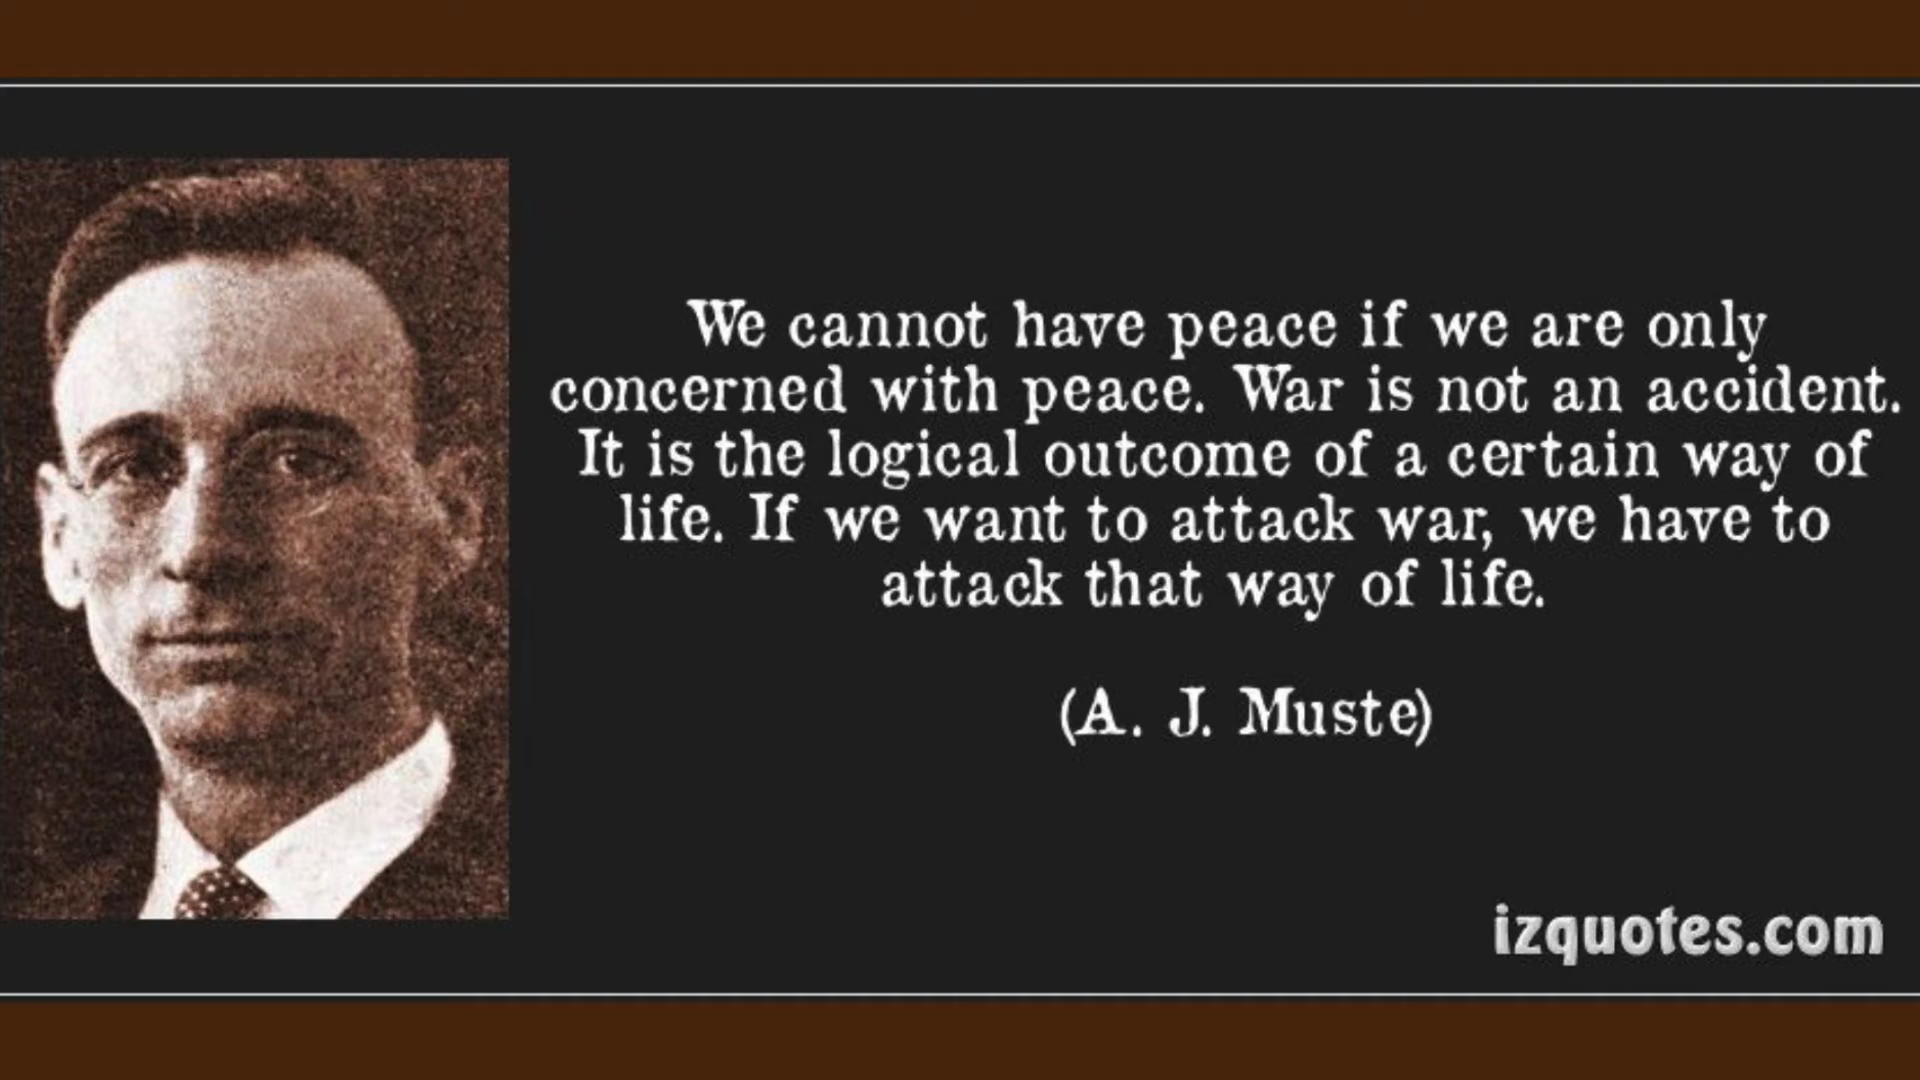 We cannot have peace if we are only
concerned with peace. War is not an accident.
It is the logical outcome of a certain way of
life. If we want to attack war, we have to
attack that way of life.
(A. J. Muste)
izquotes.com